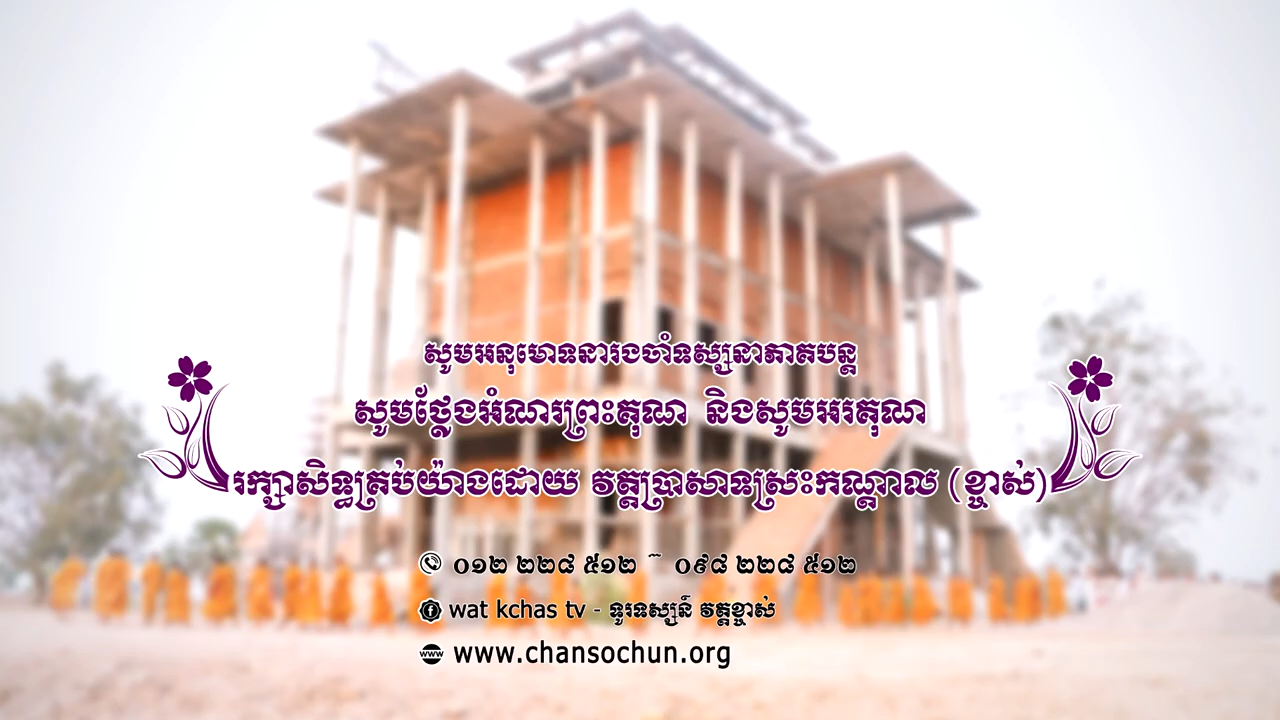 សូមអនុមោទនារងចាំទស្សនាភាគបន្ត
សូមថ្លែងអំណរព្រះគុណ និងសូមអរគុណ
រក្សាសិទ្ធគ្រប់យ៉ាងដោយ វត្តប្រាសាទស្រះកណ្តាល (ខ្ចាស់)
០១២ ២២៨ ៥១២ ~ ០៩៨ ២២៨ ៥១២
wat kchas tv - ទូរទស្សន៍ វត្តខ្ចាស់
www.chansochun.org